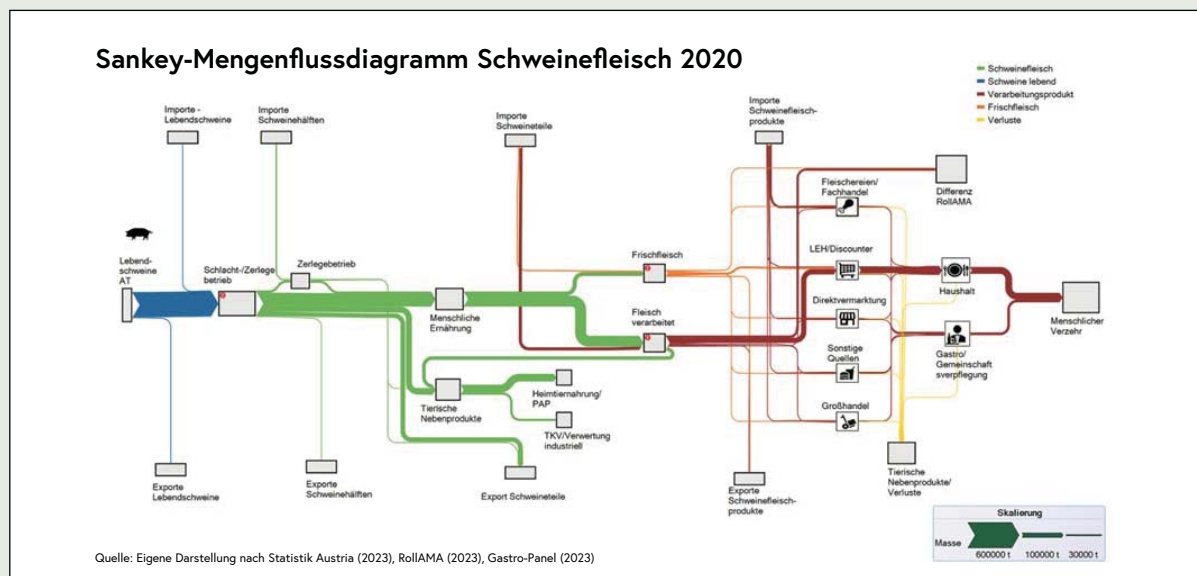 Sankey-Mengenflussdiagramm Schweinefleisch 2020
Schweinefleisch
Schweine lebend
Verarbeitungsprodukt
Frischfleisch
Verluste
Importe -
Lebendschweine
Importe
Schweinehälften
Importe
Schweineteile
Importe
Schweinefleisch-
produkte
Differenz
RollAMA
Fleischereien/
Fachhandel
Lebend-
schweine
AT
Schlacht-/Zerlege
betrieb
Zerlegebetrieb
Menschliche
Ernährung
Frischfleisch
Fleisch
verarbeitet
LEH/Discounter
Direktvermarktung
Sonstige
Quellen
Großhandel
Haushalt
Gastro/
Gemeinschaft
sverpflegung
Menschlicher
Verzehr
Tierische
Nebenprodukte
Heimtiernahrung/
PAP
TKV/Verwertung
industriell
Exporte
Lebendschweine
Exporte
Schweinehälften
Export Schweineteile
Exporte
Schweinefleisch-
produkte
Tierische
Nebenprodukte/
Verluste
Skalierung
Masse
600000 t
100000 t
30000 t
Quelle: Eigene Darstellung nach Statistik Austria (2023), RollAMA (2023), Gastro-Panel (2023)